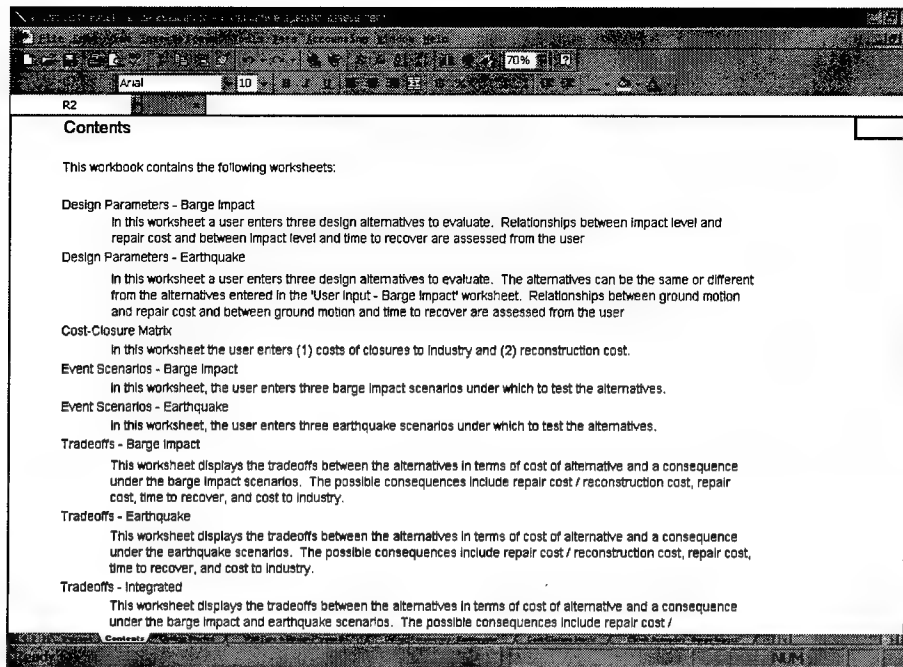 File Edit View Insert Format Tools Data Accounting Window Help
70%
Arial 10
R2
Contents
This workbook contains the following worksheets:
Design Parameters - Barge Impact
In this worksheet a user enters three design alternatives to evaluate. Relationships between impact level and
repair cost and between impact level and time to recover are assessed from the user
Design Parameters - Earthquake
In this worksheet a user enters three design alternatives to evaluate. The alternatives can be the same or different
from the alternatives entered in the 'User Input - Barge Impact' worksheet. Relationships between ground motion
and repair cost and between ground motion and time to recover are assessed from the user
Cost-Closure Matrix
In this worksheet the user enters (1) costs of closures to industry and (2) reconstruction cost.
Event Scenarios - Barge Impact
In this worksheet, the user enters three barge impact scenarios under which to test the alternatives.
Event Scenarios - Earthquake
In this worksheet, the user enters three earthquake scenarios under which to test the alternatives.
Tradeoffs - Barge Impact
This worksheet displays the tradeoffs between the alternatives in terms of cost of alternative and a consequence
under the barge impact scenarios. The possible consequences include repair cost / reconstruction cost, repair
cost, time to recover, and cost to industry.
Tradeoffs - Earthquake
This worksheet displays the tradeoffs between the alternatives in terms of cost of alternative and a consequence
under the earthquake scenarios. The possible consequences include repair cost / reconstruction cost, repair cost,
time to recover, and cost to industry.
Tradeoffs - Integrated
This worksheet displays the tradeoffs between the alternatives in terms of cost of alternative and a consequence
under the barge impact and earthquake scenarios. The possible consequences include repair cost /
Contents
Ready
NUM